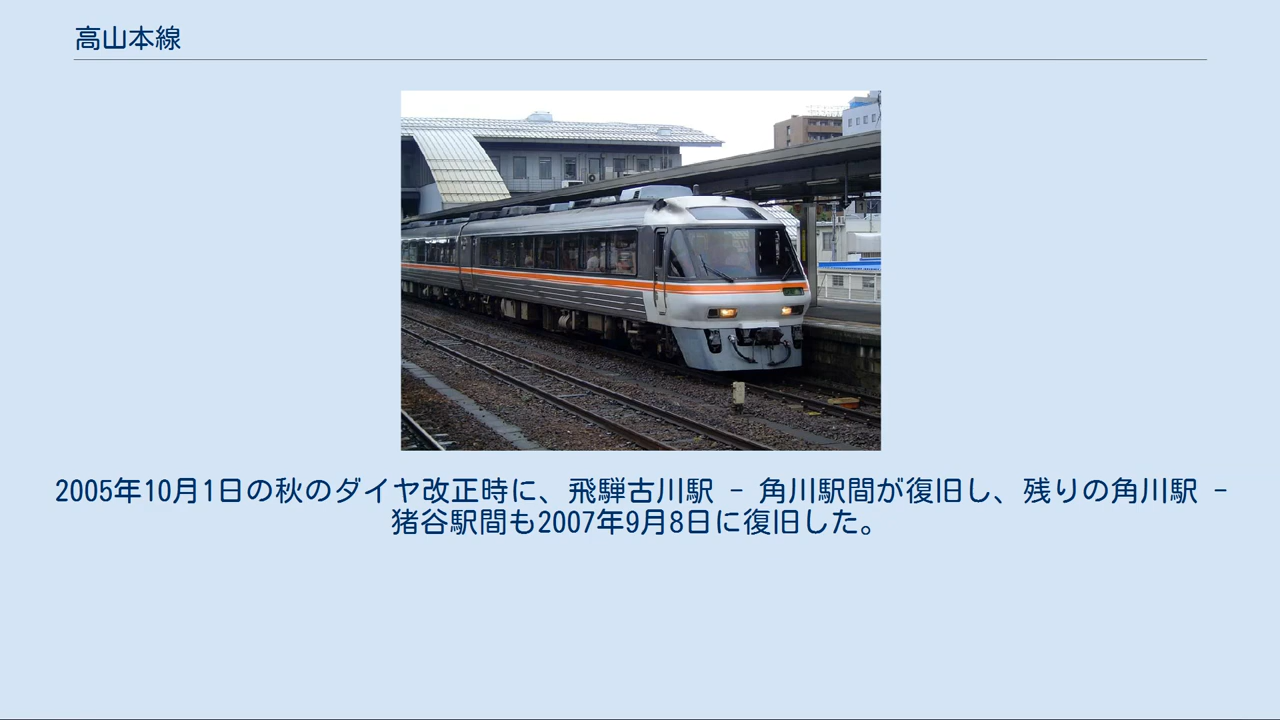 高山本線
2005年10月1日の秋のダイヤ改正時に、飛騨古川駅 - 角川駅間が復旧し、残りの角川駅 -
猪谷駅間も2007年9月8日に復旧した。